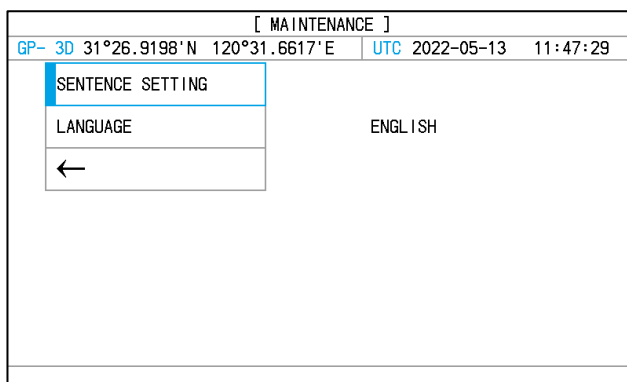 [ MAINTENANCE ]
GP- 3D 31°26.9198'N 120°31.6617'E UTC 2022-05-13 11:47:29
SENTENCE SETTING
LANGUAGE ENGLISH
←